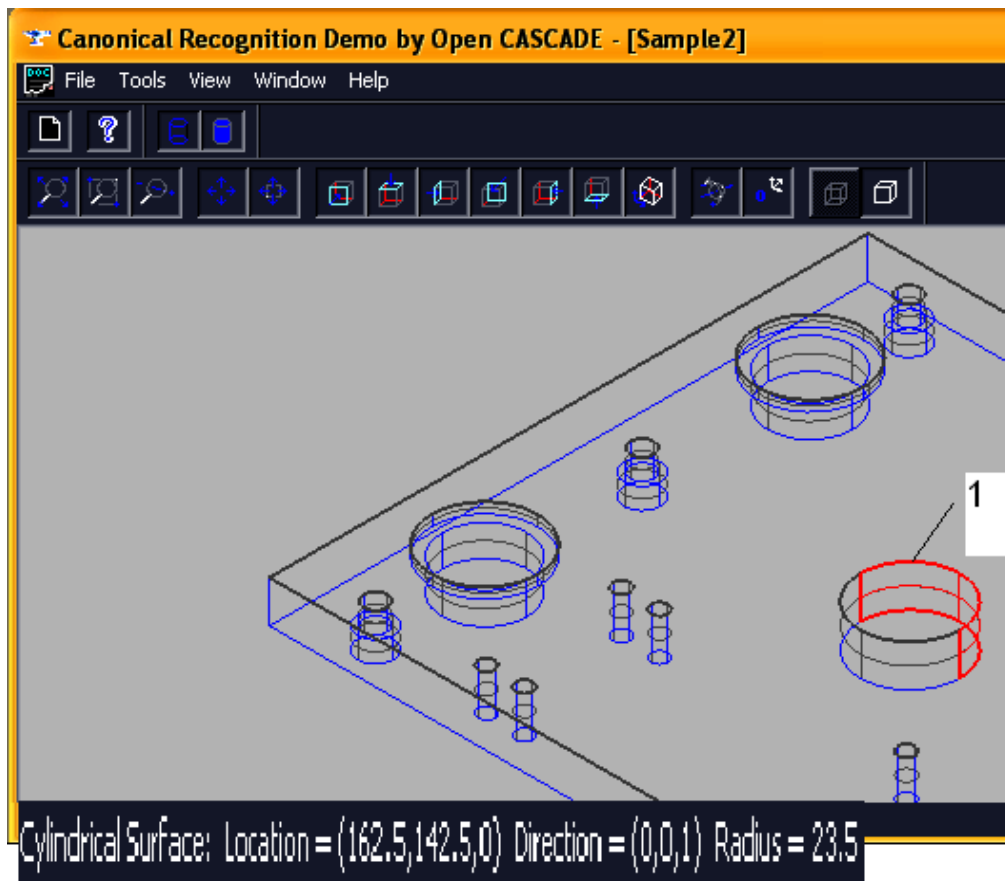 Canonical Recognition Demo by Open CASCADE - [Sample2]
DOC File Tools View Window Help
?
1
Cylindrical Surface: Location = (162.5,142.5,0) Direction = (0,0,1) Radius = 23.5